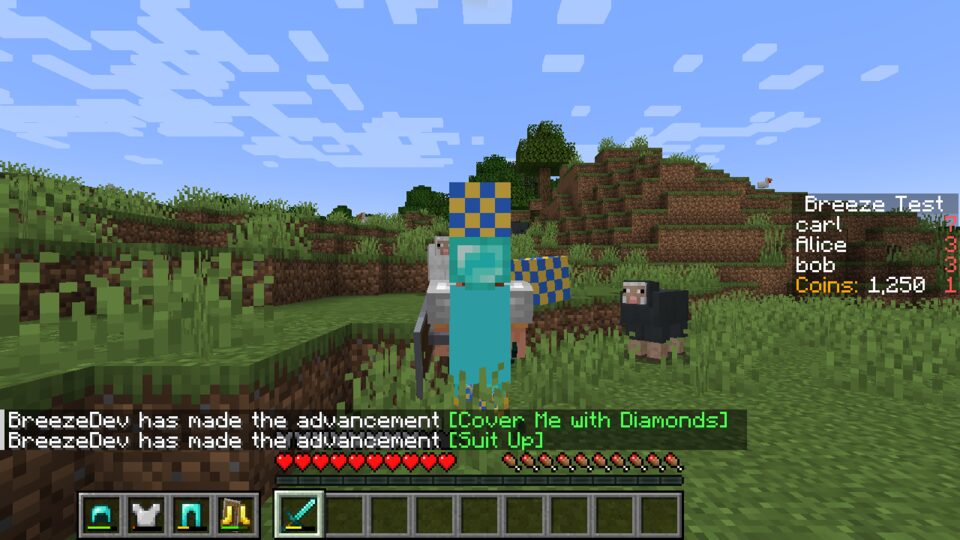 Breeze Test
carl 7
Alice 3
bob 3
Coins: 1,250 1
BreezeDev has made the advancement [Cover Me with Diamonds]
BreezeDev has made the advancement [Suit Up]